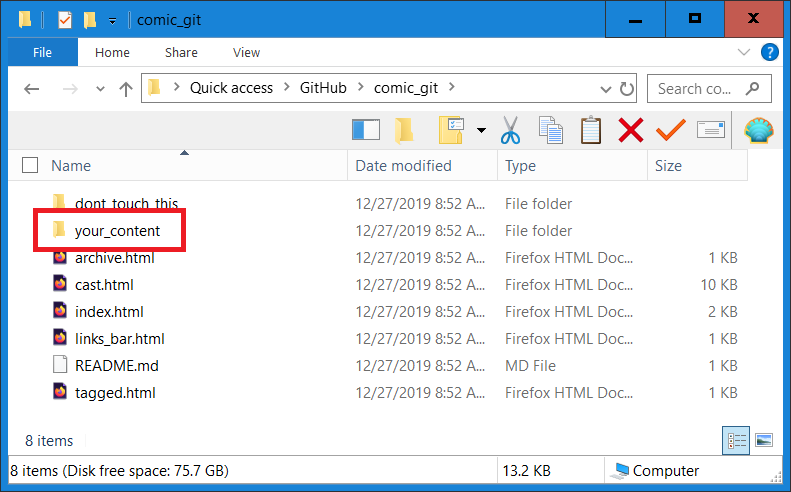 comic_git
File Home Share View
Quick access GitHub comic_git Search co...
Name Date modified Type Size
dont_touch_this 12/27/2019 8:52 A... File folder
your_content 12/27/2019 8:52 A... File folder
archive.html 12/27/2019 8:52 A... Firefox HTML Doc... 1 KB
cast.html 12/27/2019 8:52 A... Firefox HTML Doc... 10 KB
index.html 12/27/2019 8:52 A... Firefox HTML Doc... 2 KB
links_bar.html 12/27/2019 8:52 A... Firefox HTML Doc... 1 KB
README.md 12/27/2019 8:52 A... MD File 1 KB
tagged.html 12/27/2019 8:52 A... Firefox HTML Doc... 1 KB
8 items
8 items (Disk free space: 75.7 GB) 13.2 KB Computer